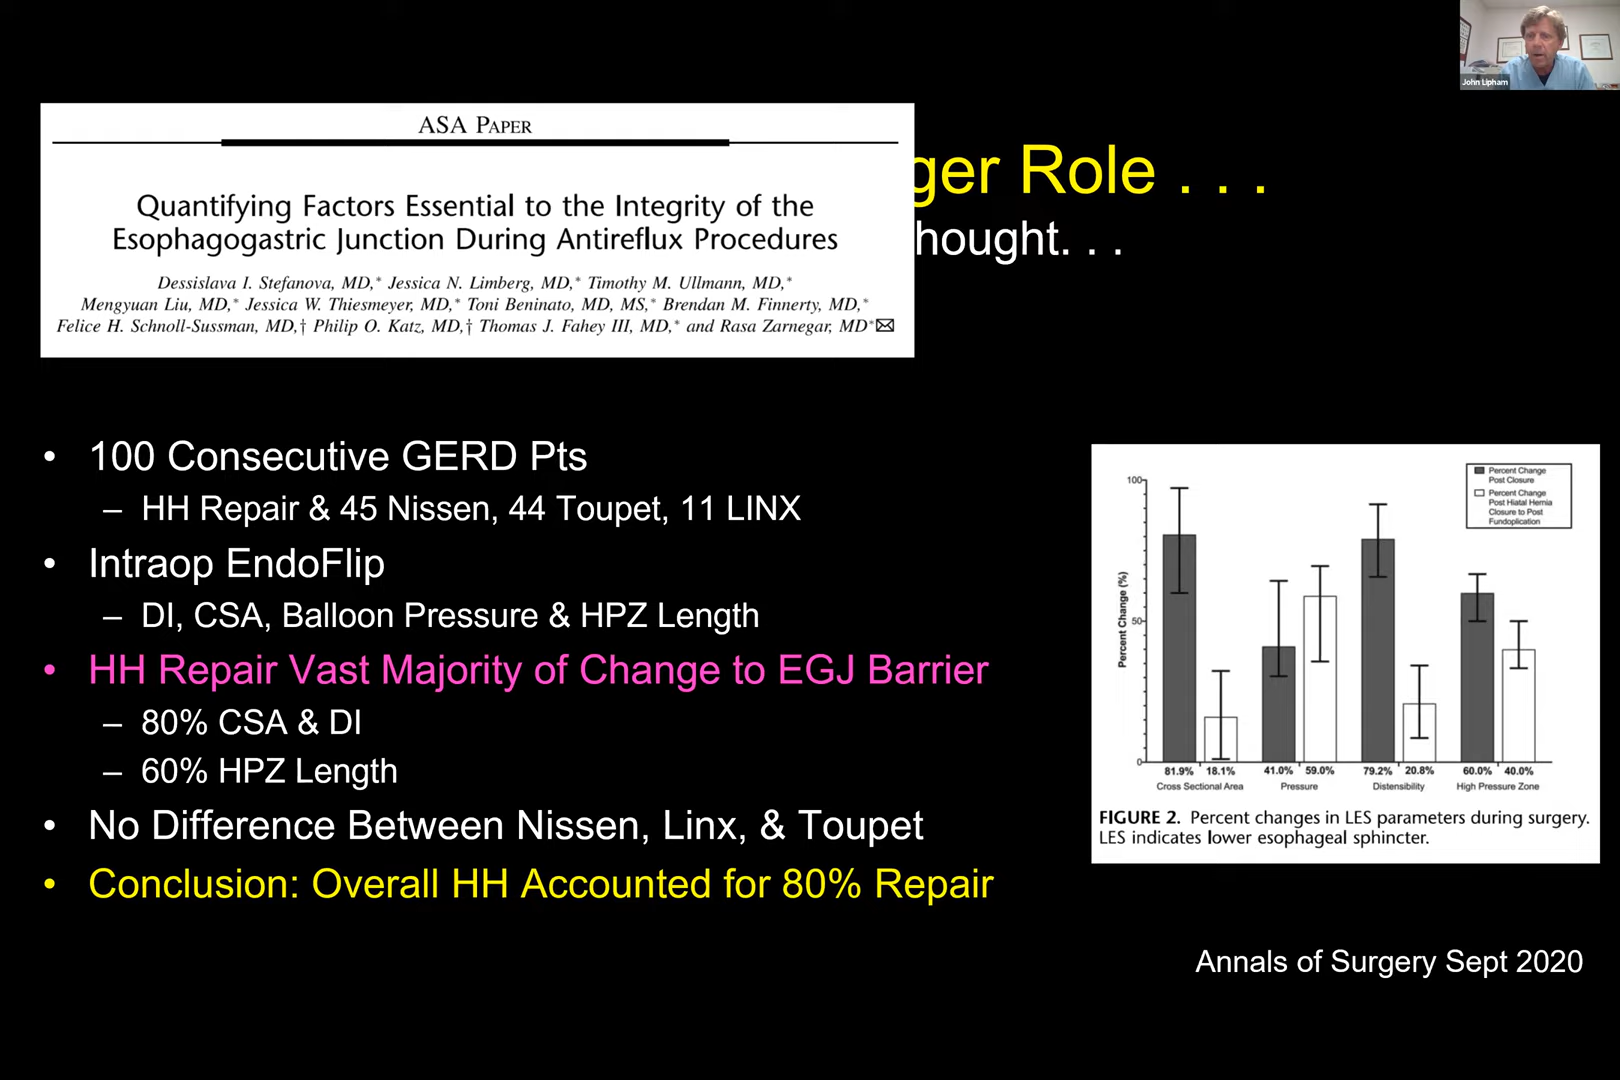 John Lipham
ASA PAPER
Quantifying Factors Essential to the Integrity of the
Esophagogastric Junction During Antireflux Procedures
Dessislava I. Stefanova, MD,* Jessica N. Limberg, MD,* Timothy M. Ullmann, MD,*
Mengyuan Liu, MD,* Jessica W. Thiesmeyer, MD,* Toni Beninato, MD, MS,* Brendan M. Finnerty, MD,*
Felice H. Schnoll-Sussman, MD,† Philip O. Katz, MD,† Thomas J. Fahey III, MD,* and Rasa Zarnegar, MD*
ger Role . . .
hought. . .
• 100 Consecutive GERD Pts
– HH Repair & 45 Nissen, 44 Toupet, 11 LINX
• Intraop EndoFlip
– DI, CSA, Balloon Pressure & HPZ Length
• HH Repair Vast Majority of Change to EGJ Barrier
– 80% CSA & DI
– 60% HPZ Length
• No Difference Between Nissen, Linx, & Toupet
• Conclusion: Overall HH Accounted for 80% Repair
Percent Change
Post Closure
Percent Change
Post Hiatal Hernia
Closure to Post
Fundoplication
Percent Change (%)
100
50
0
81.9% 18.1% 41.0% 59.0% 79.2% 20.8% 60.0% 40.0%
Cross Sectional Area Pressure Distensibility High Pressure Zone
FIGURE 2. Percent changes in LES parameters during surgery.
LES indicates lower esophageal sphincter.
Annals of Surgery Sept 2020